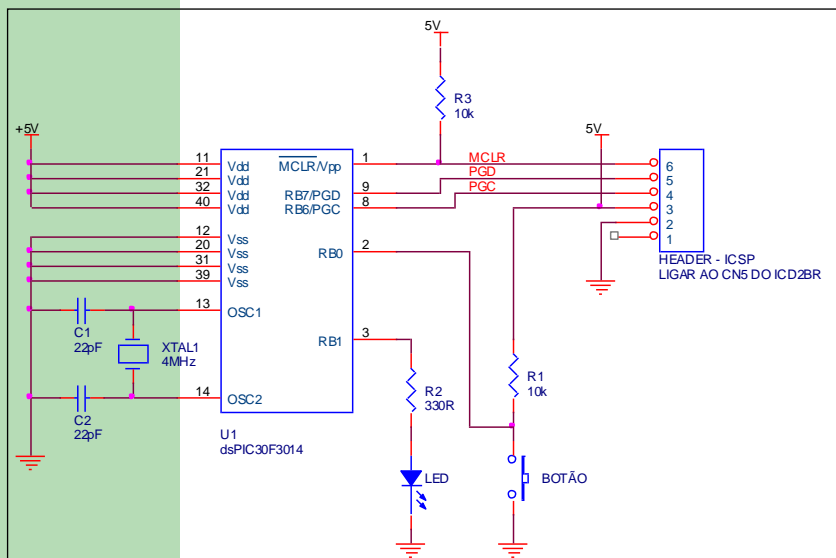 5V
R3
10k
+5V
5V
11 Vdd MCLR/Vpp 1 MCLR 6
21 Vdd PGD 5
32 Vdd RB7/PGD 9 PGC 4
40 Vdd RB6/PGC 8 3
12 Vss 2
20 Vss RB0 2 1
31 Vss
39 Vss
HEADER - ICSP
LIGAR AO CN5 DO ICD2BR
13 OSC1
C1
22pF
XTAL1
4MHz
RB1 3
R1
10k
R2
330R
14 OSC2
C2
22pF
U1
dsPIC30F3014
LED
BOTÃO